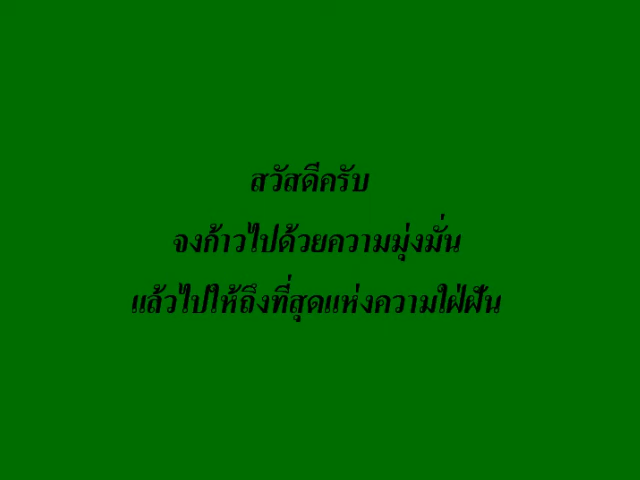 สวัสดีครับ
จงก้าวไปด้วยความมุ่งมั่น
แล้วไปให้ถึงที่สุดแห่งความใฝ่ฝัน